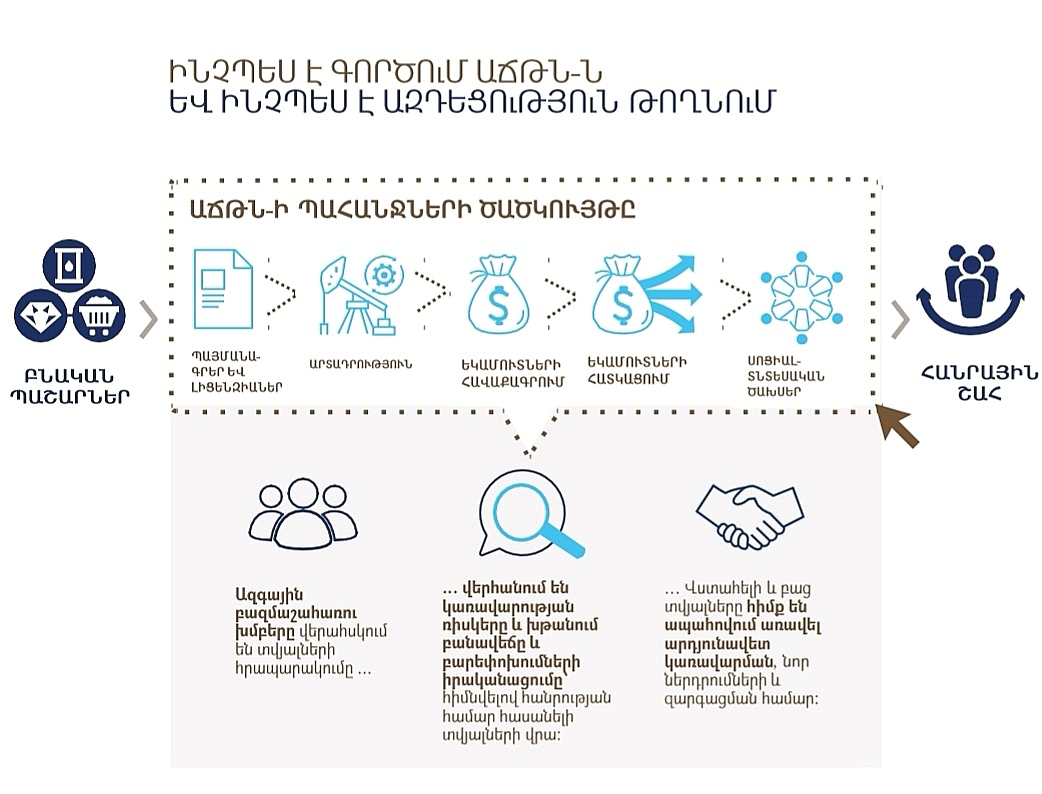 ԻՆՉՊԵՍ Է ԳՈՐԾՈւՄ ԱՃԹՆ-Ն
ԵՎ ԻՆՉՊԵՍ Է ԱԶԴԵՑՈւԹՅՈւՆ ԹՈՂՆՈւՄ
ԱՃԹՆ-Ի ՊԱՀԱՆՋՆԵՐԻ ԾԱԾԿՈՒՅԹԸ
ԲՆԱԿԱՆ
ՊԱՇԱՐՆԵՐ
ՊԱՅՄԱՆԱ-
ԳՐԵՐ ԵՎ
ԼԻՑԵՆԶԻԱՆԵՐ
ԱՐՏԱԴՐՈՒԹՅՈՒՆ
ԵԿԱՄՈՒՏՆԵՐԻ
ՀԱՎԱՔԱԳՐՈՒՄ
ԵԿԱՄՈՒՏՆԵՐԻ
ՀԱՏԿԱՑՈՒՄ
ՍՈՑԻԱԼ-
ՏՆՏԵՍԱԿԱՆ
ԾԱԽՍԵՐ
ՀԱՆՐԱՅԻՆ
ՇԱՀ
Ազգային
բազմաշահառու
խմբերը վերահսկում
են տվյալների
հրապարակումը ...
... վերհանում են
կառավարության
ռիսկերը և խթանում
բանավեճը և
բարեփոխումների
իրականացումը՝
հիմնվելով հանրության
համար հասանելի
տվյալների վրա:
... Վստահելի և բաց
տվյալները հիմք են
ապահովում առավել
արդյունավետ
կառավարման, նոր
ներդրումների և
զարգացման համար: